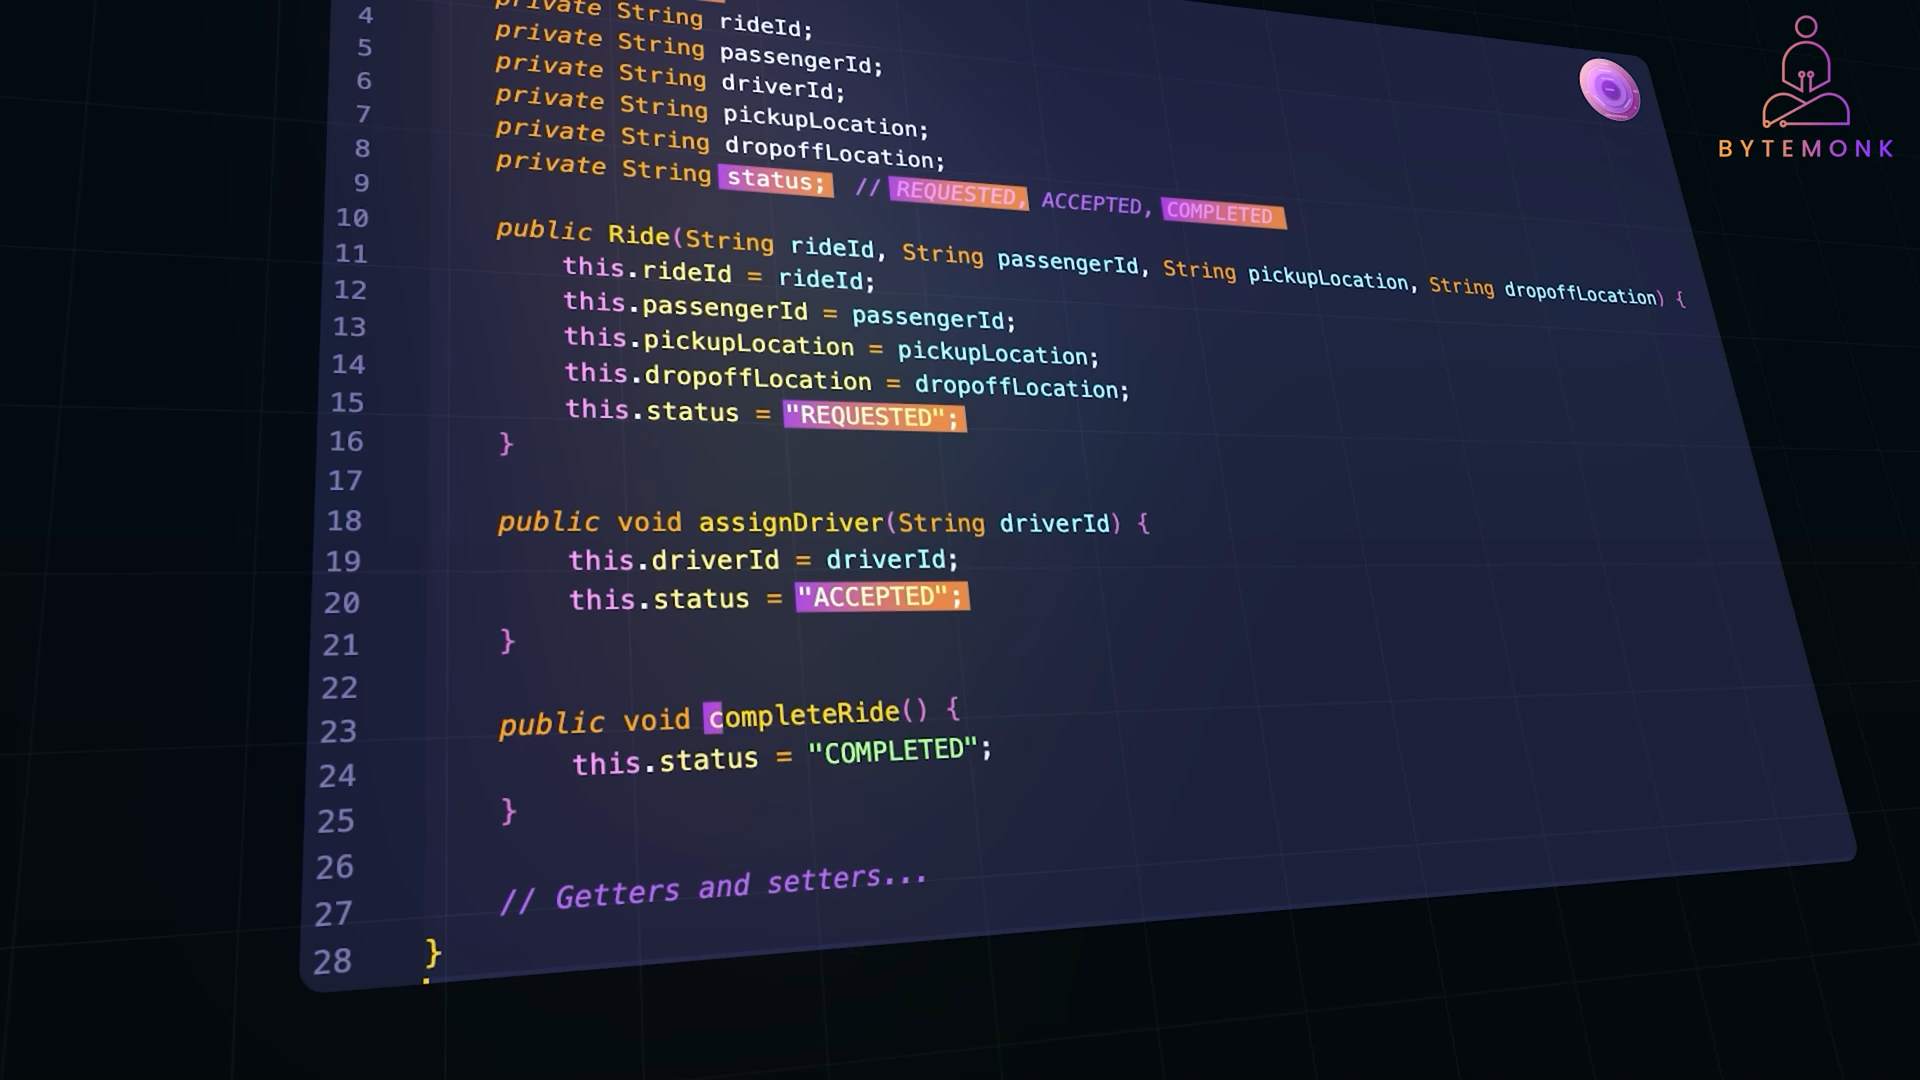 4 private String rideId;
5 private String passengerId;
6 private String driverId;
7 private String pickupLocation;
8 private String dropoffLocation;
9 private String status; // REQUESTED, ACCEPTED, COMPLETED
10
11 public Ride(String rideId, String passengerId, String pickupLocation, String dropoffLocation) {
12 this.rideId = rideId;
13 this.passengerId = passengerId;
14 this.pickupLocation = pickupLocation;
15 this.dropoffLocation = dropoffLocation;
16 this.status = "REQUESTED";
17 }
18 public void assignDriver(String driverId) {
19 this.driverId = driverId;
20 this.status = "ACCEPTED";
21 }
22
23 public void completeRide() {
24 this.status = "COMPLETED";
25 }
26
27 // Getters and setters...
28 }
BYTEMONK